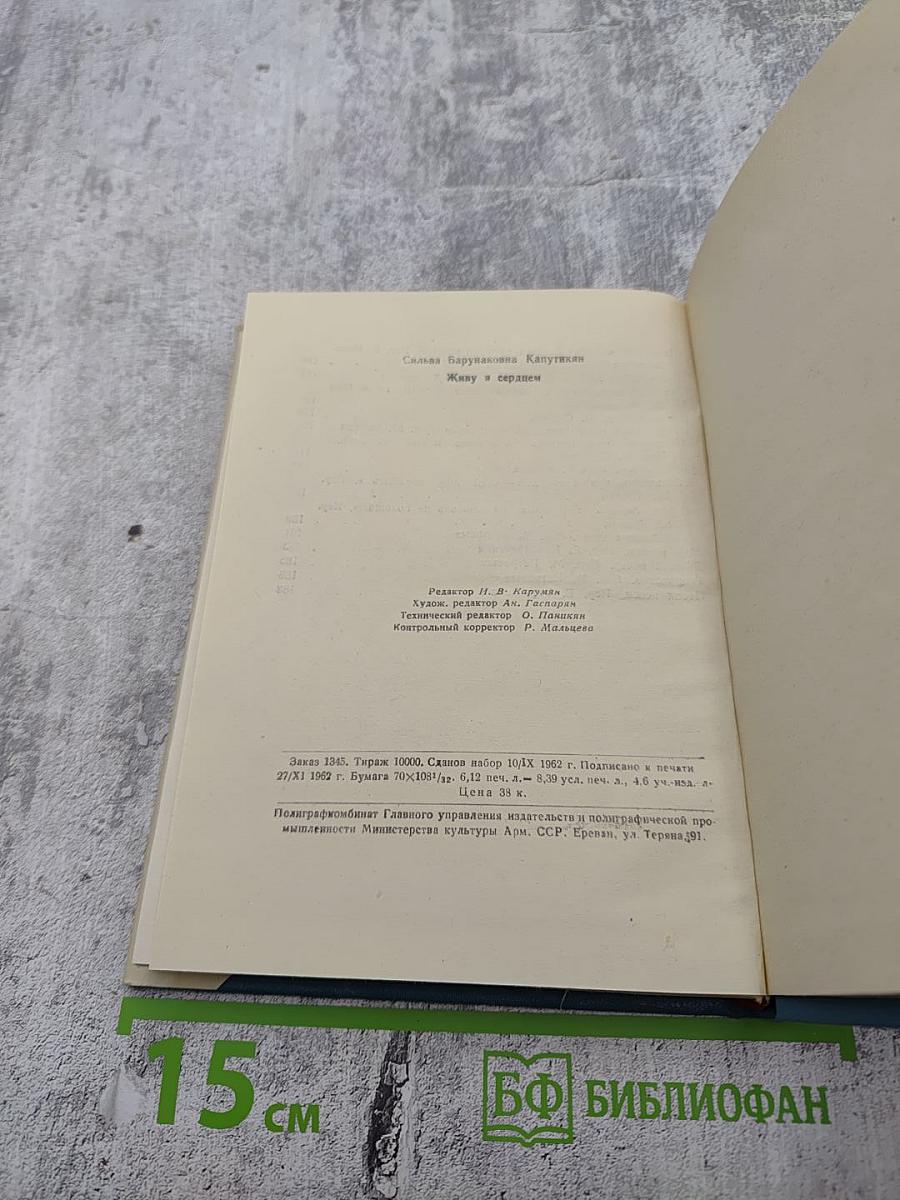 Сильва Барунаковна Капутикян
Живу я сердцем
Редактор И. В. Карумян
Худож. редактор Ан. Гаспарян
Технический редактор О. Паникян
Контрольный корректор Р. Мальцева
Заказ 1345. Тираж 10000. Сдано в набор 10/IX 1962 г. Подписано к печати
27/XI 1962 г. Бумага 70×108¹/₃₂. 6,12 печ. л.— 8,39 усл. печ. л., 4,6 уч.-изд. л.
Цена 38 к.
Полиграфкомбинат Главного управления издательств и полиграфической про-
мышленности Министерства культуры Арм. ССР. Ереван, ул. Теряна, 91.
15 см
БФ БИБЛИОФАН